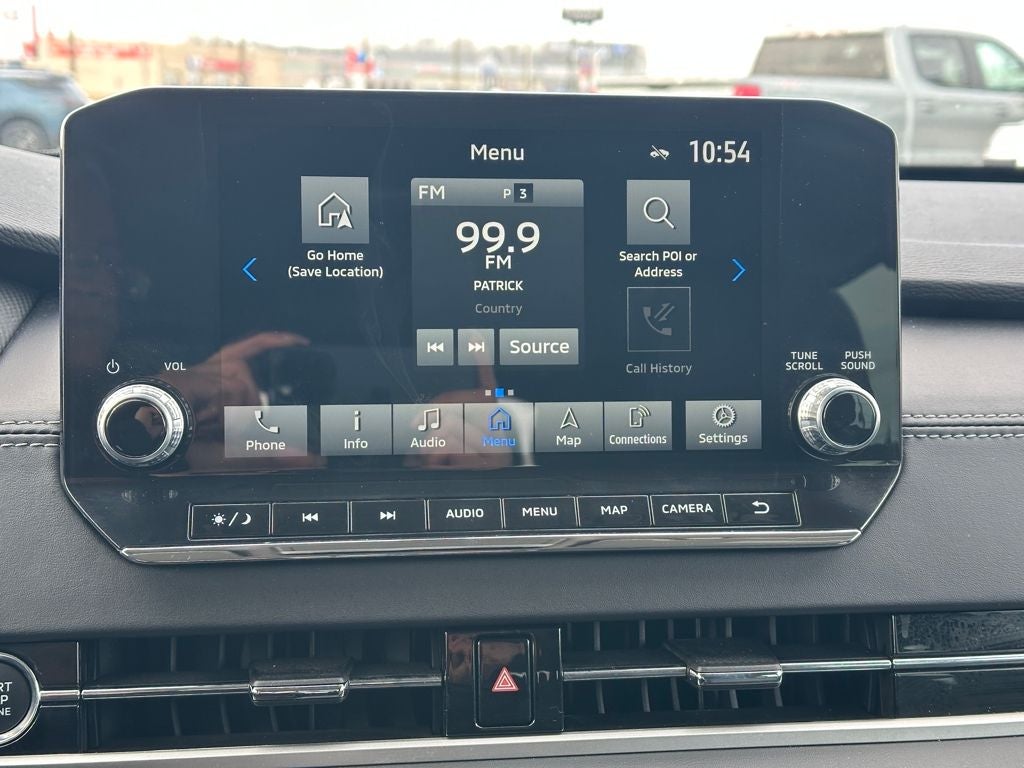 Menu
10:54
FM P 3
99.9
FM
PATRICK
Country
Source
Go Home
(Save Location)
Search POI or
Address
Call History
POWER VOL
TUNE
SCROLL
PUSH
SOUND
Phone
Info
Audio
Menu
Map
Connections
Settings
AUDIO
MENU
MAP
CAMERA